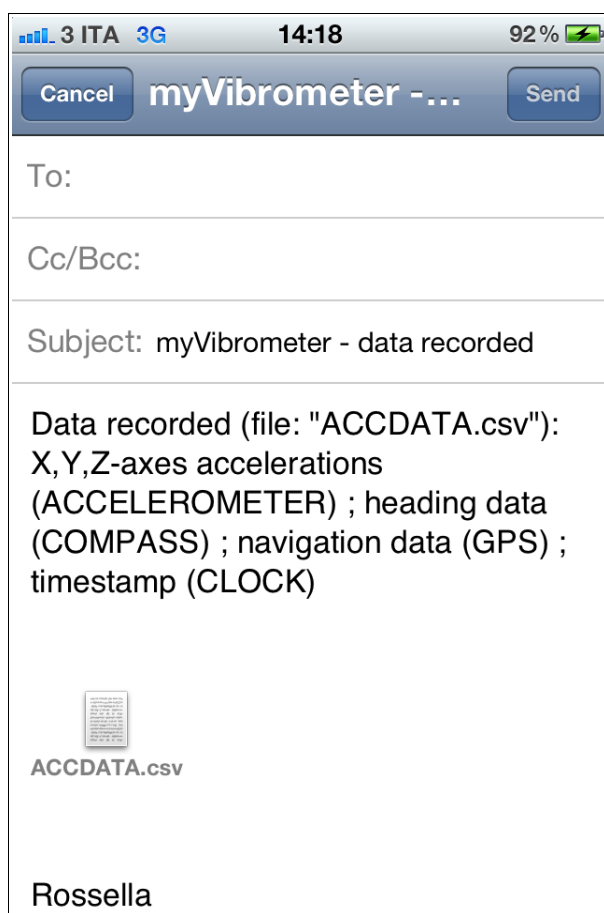 3 ITA 3G 14:18 92%
Cancel myVibrometer -... Send
To:
Cc/Bcc:
Subject: myVibrometer - data recorded
Data recorded (file: "ACCDATA.csv"):
X,Y,Z-axes accelerations
(ACCELEROMETER) ; heading data
(COMPASS) ; navigation data (GPS) ;
timestamp (CLOCK)
ACCDATA.csv
Rossella